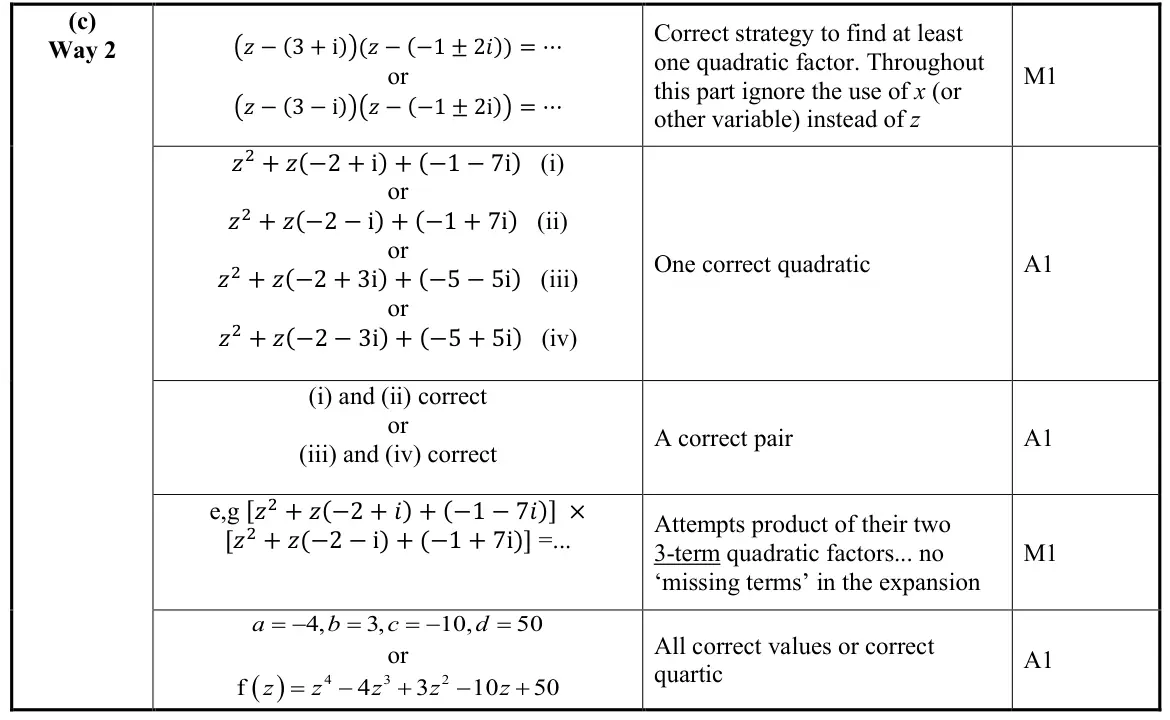 (c)
Way 2
(z − (3 + i))(z − (−1 ± 2i)) = ⋯
or
(z − (3 − i))(z − (−1 ± 2i)) = ⋯
Correct strategy to find at least
one quadratic factor. Throughout
this part ignore the use of x (or
other variable) instead of z
M1
z² + z(−2 + i) + (−1 − 7i) (i)
or
z² + z(−2 − i) + (−1 + 7i) (ii)
or
z² + z(−2 + 3i) + (−5 − 5i) (iii)
or
z² + z(−2 − 3i) + (−5 + 5i) (iv)
One correct quadratic
A1
(i) and (ii) correct
or
(iii) and (iv) correct
A correct pair
A1
e,g [z² + z(−2 + i) + (−1 − 7i)] ×
[z² + z(−2 − i) + (−1 + 7i)] =...
Attempts product of their two
3-term quadratic factors... no
‘missing terms’ in the expansion
M1
a = −4, b = 3, c = −10, d = 50
or
f(z) = z⁴ − 4z³ + 3z² − 10z + 50
All correct values or correct
quartic
A1